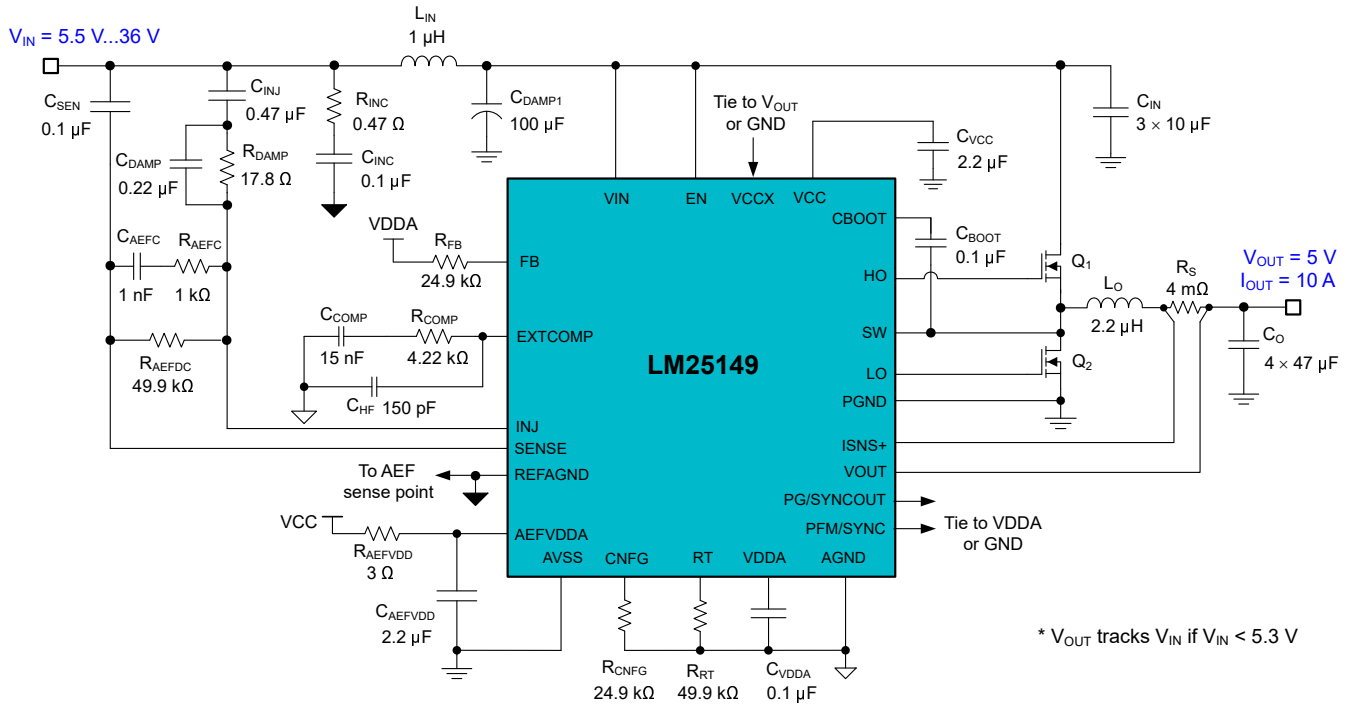 V_IN = 5.5 V...36 V
L_IN
1 µH
C_SEN
0.1 µF
C_INJ
0.47 µF
C_DAMP
0.22 µF
R_DAMP
17.8 Ω
R_INC
0.47 Ω
C_INC
0.1 µF
C_DAMP1
100 µF
Tie to V_OUT
or GND
C_VCC
2.2 µF
C_IN
3 × 10 µF
C_AEFC
1 nF
R_AEFC
1 kΩ
R_AEFDC
49.9 kΩ
VDDA
R_FB
24.9 kΩ
C_COMP
15 nF
R_COMP
4.22 kΩ
C_HF 150 pF
VIN
EN
VCCX
VCC
CBOOT
FB
HO
EXTCOMP
SW
LM25149
LO
PGND
INJ
SENSE
ISNS+
REFAGND
VOUT
PG/SYNCOUT
AEFVDDA
PFM/SYNC
AVSS
CNFG
RT
VDDA
AGND
C_BOOT
0.1 µF
Q_1
Q_2
L_O
2.2 µH
R_S
4 mΩ
V_OUT = 5 V
I_OUT = 10 A
C_O
4 × 47 µF
To AEF
sense point
VCC
R_AEFVDD
3 Ω
C_AEFVDD
2.2 µF
Tie to VDDA
or GND
R_CNFG
24.9 kΩ
R_RT
49.9 kΩ
C_VDDA
0.1 µF
* V_OUT tracks V_IN if V_IN < 5.3 V